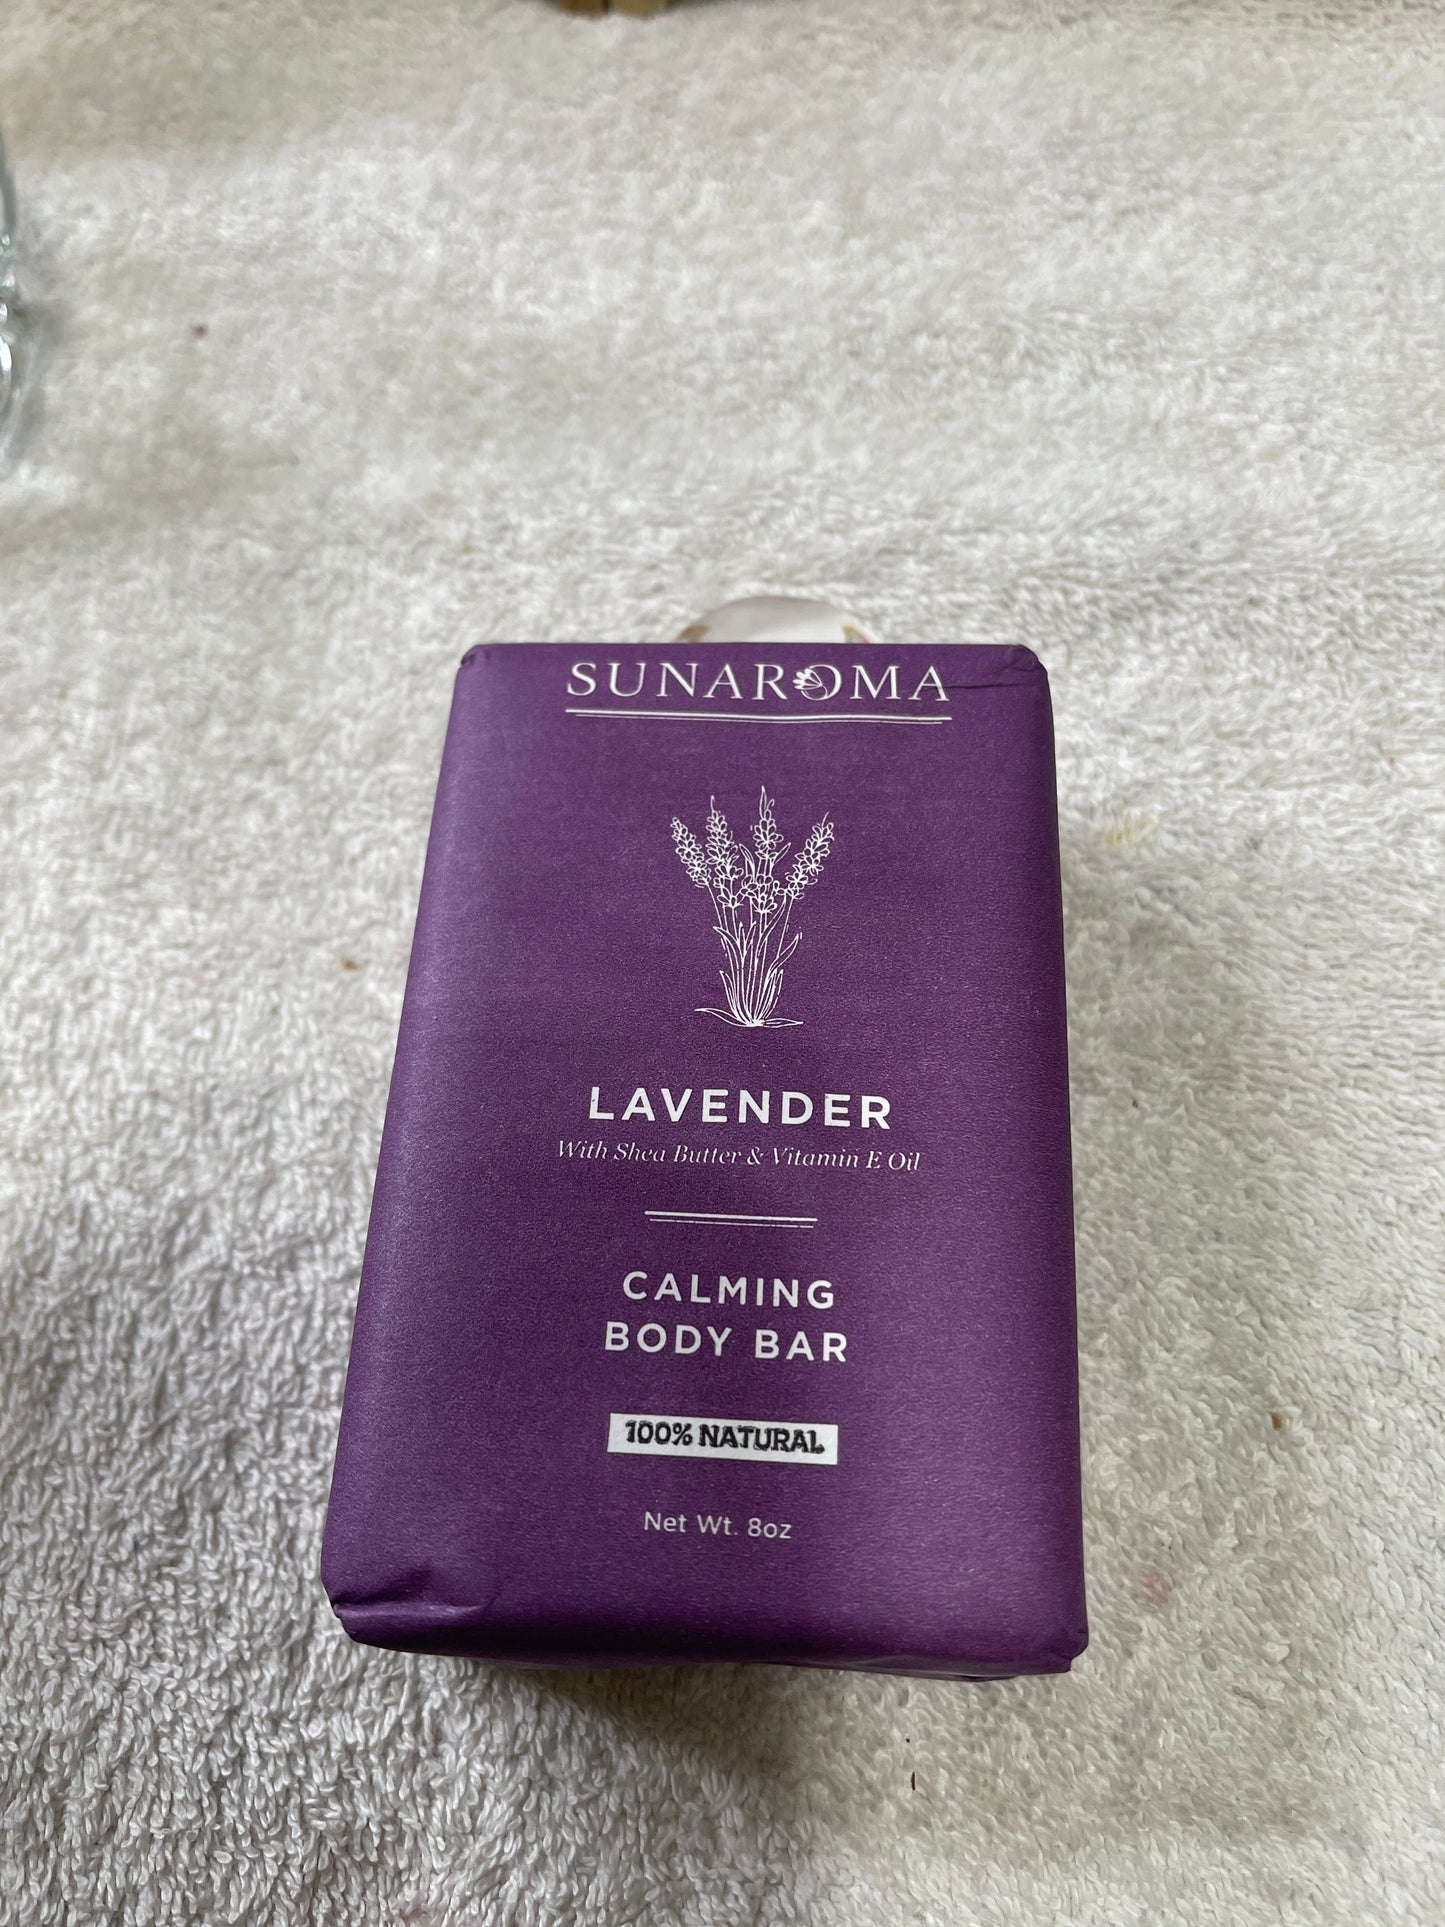 SUNAROMA
LAVENDER
With Shea Butter & Vitamin E Oil
CALMING
BODY BAR
100% NATURAL
Net Wt. 8oz